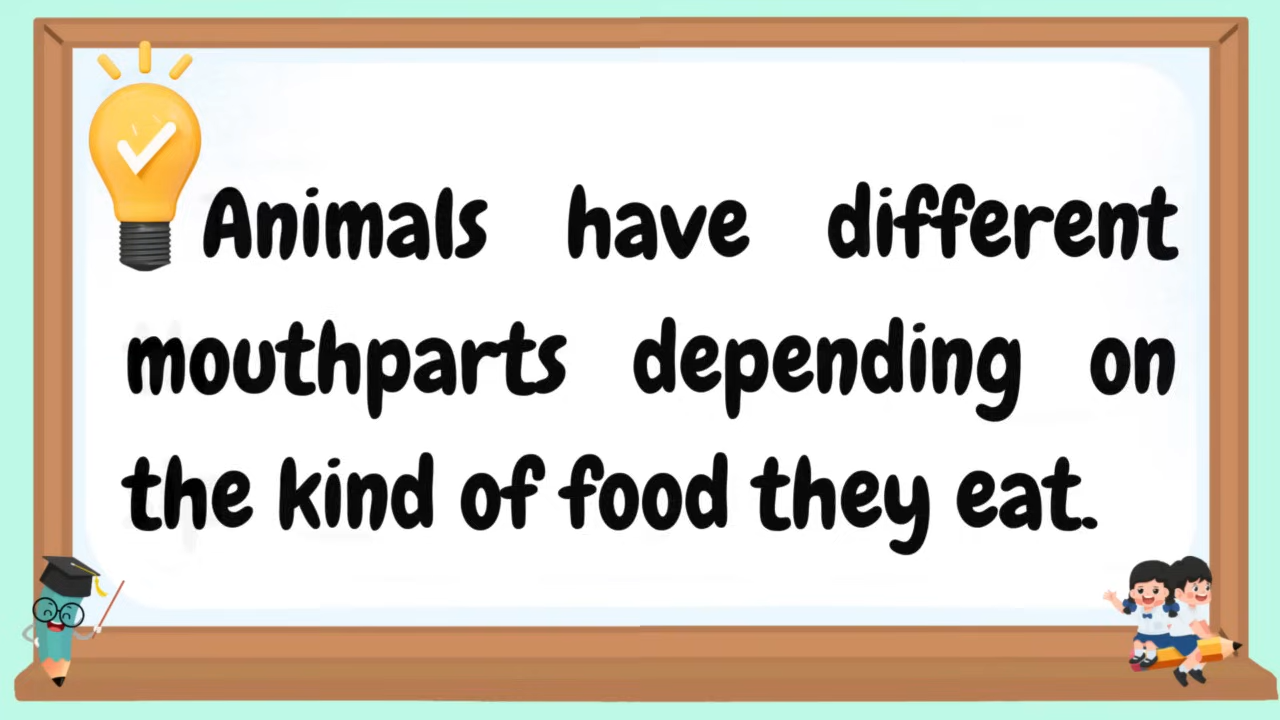 Animals have different
mouthparts depending on
the kind of food they eat.